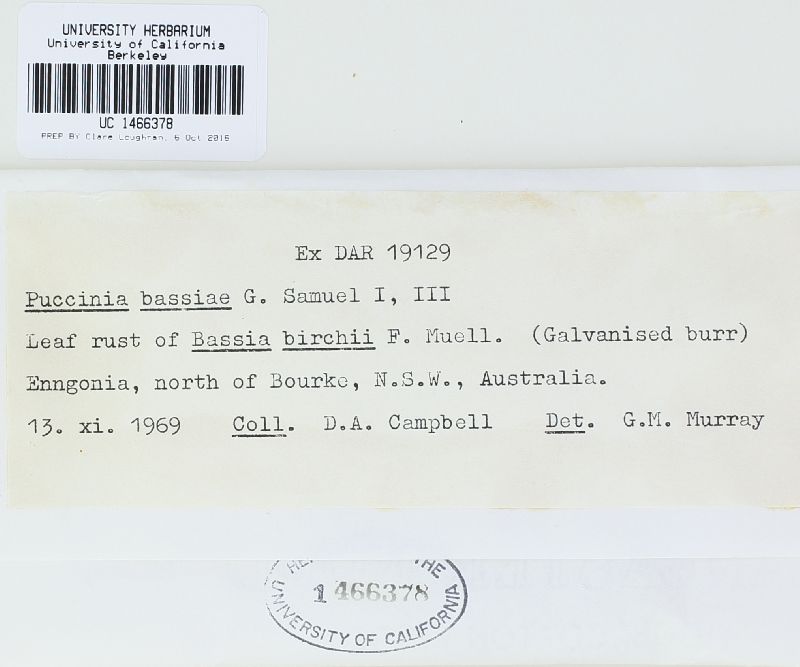 UNIVERSITY HERBARIUM
University of California
Berkeley
UC 1466378
PREP BY Clare Loughran, 6 Oct 2016
Ex DAR 19129
Puccinia bassiae G. Samuel I, III
Leaf rust of Bassia birchii F. Muell. (Galvanised burr)
Enngonia, north of Bourke, N.S.W., Australia.
13. xi. 1969 Coll. D.A. Campbell Det. G.M. Murray
THE
1466378
UNIVERSITY OF CALIFORNIA